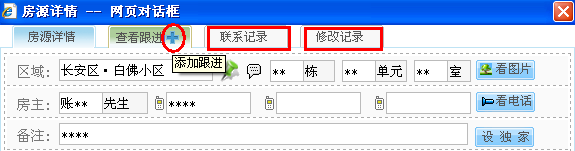 房源详情 -- 网页对话框
房源详情 查看跟进 联系记录 修改记录
添加跟进
区域: 长安区·白佛小区 ** 栋 ** 单元 ** 室 看图片
房主: 账** 先生 **** 看电话
备注: **** 设 独 家